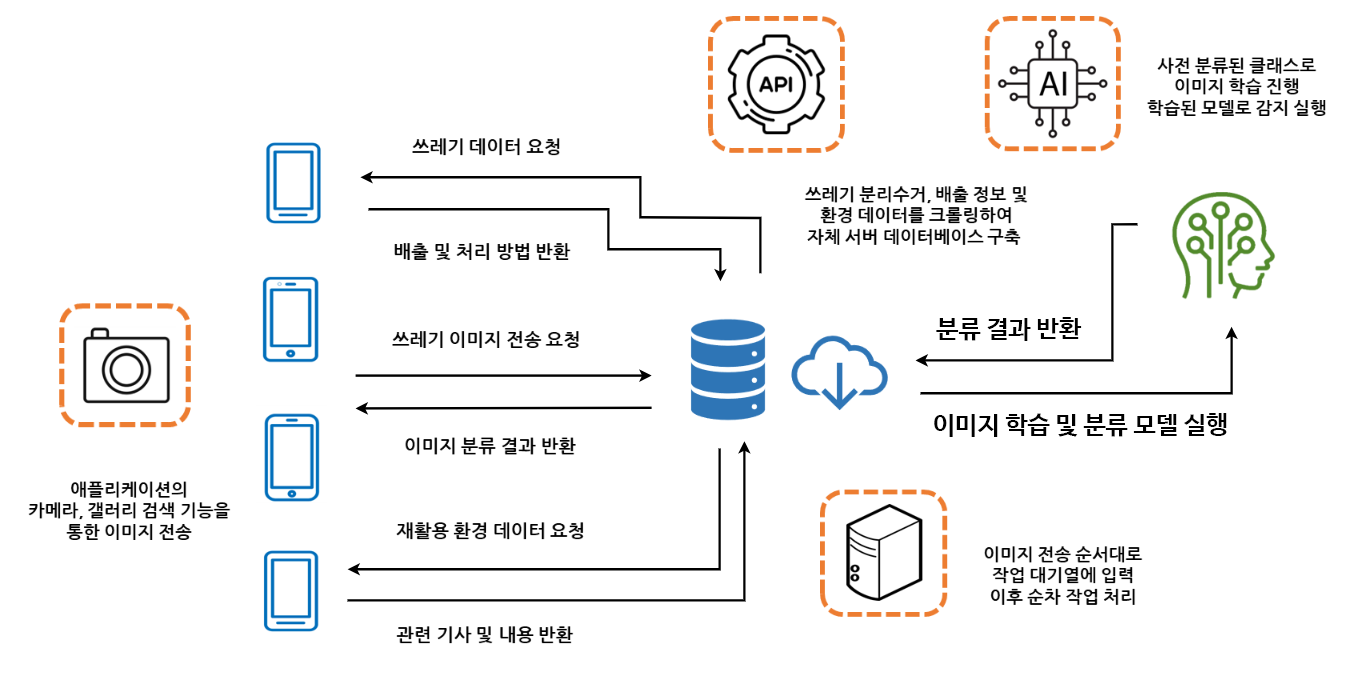 API
AI
사전 분류된 클래스로
이미지 학습 진행
학습된 모델로 감지 실행
쓰레기 데이터 요청
쓰레기 분리수거, 배출 정보 및
환경 데이터를 크롤링하여
자체 서버 데이터베이스 구축
배출 및 처리 방법 반환
쓰레기 이미지 전송 요청
분류 결과 반환
이미지 학습 및 분류 모델 실행
이미지 분류 결과 반환
애플리케이션의
카메라, 갤러리 검색 기능을
통한 이미지 전송
재활용 환경 데이터 요청
이미지 전송 순서대로
작업 대기열에 입력
이후 순차 작업 처리
관련 기사 및 내용 반환